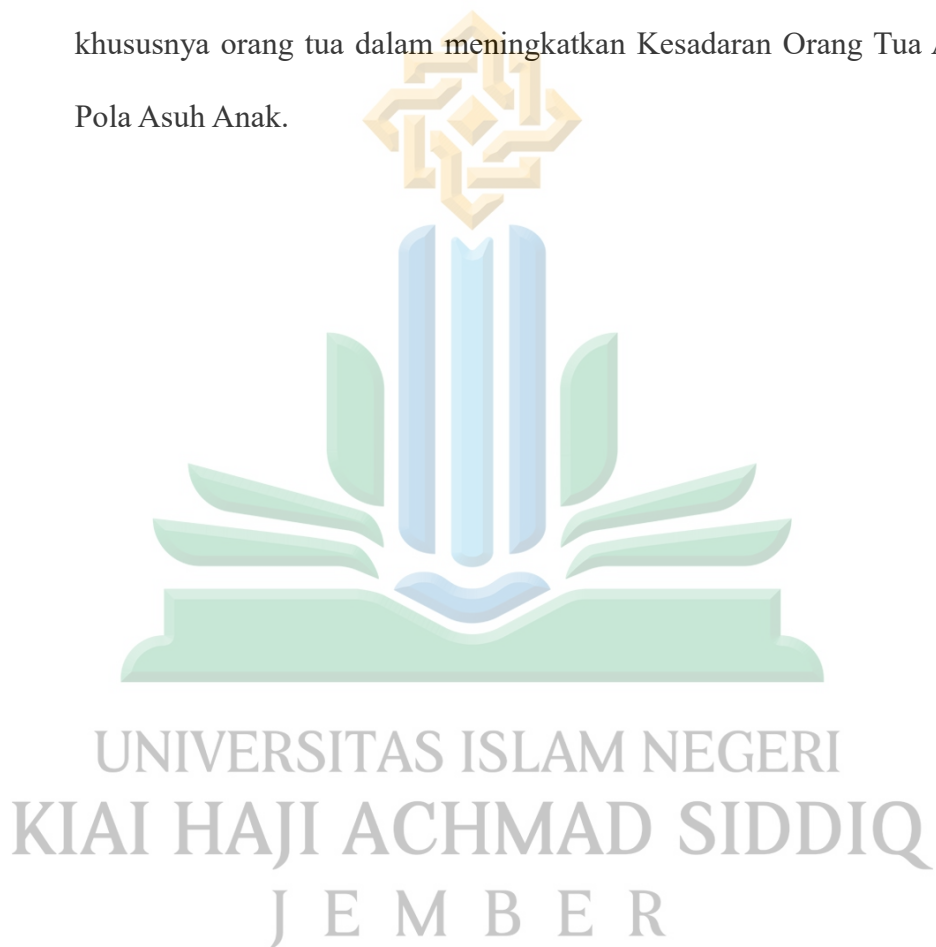 khususnya orang tua dalam meningkatkan Kesadaran Orang Tua
Pola Asuh Anak.
UNIVERSITAS ISLAM NEGERI
KIAI HAJI ACHMAD SIDDIQ
JEMBER